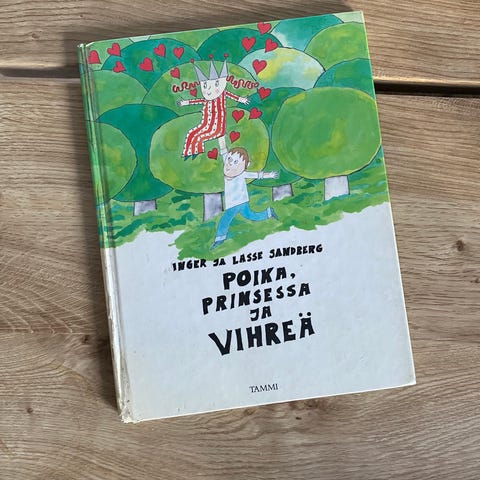 INGER JA LASSE SANDBERG
POIKA,
PRINSESSA
JA
VIHREÄ
TAMMI